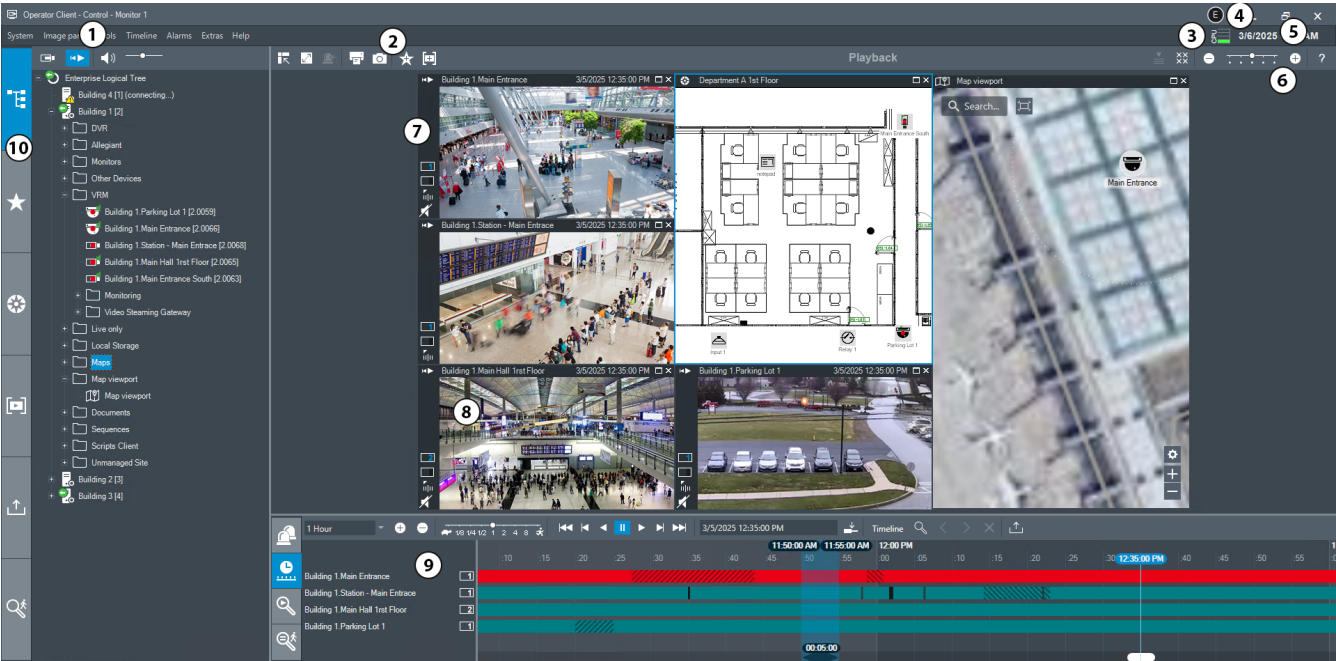 Operator Client - Control - Monitor 1
E
4
System Image pa Timeline Alarms Extras Help
1
2
3
3/6/2025 AM
5
Playback
?
6
Enterprise Logical Tree
Building 4 [1] (connecting...)
Building 1 [2]
DVR
Allegiant
10
Monitors
Other Devices
VRM
Building 1.Parking Lot 1 [2.0059]
Building 1.Main Entrance [2.0066]
Building 1.Station - Main Entrace [2.0068]
Building 1.Main Hall 1rst Floor [2.0065]
Building 1.Main Entrance South [2.0063]
Monitoring
Video Steaming Gateway
Live only
Local Storage
Maps
Map viewport
Map viewport
Documents
Sequences
Scripts Client
Unmanaged Site
Building 2 [3]
Building 3 [4]
Building 1.Main Entrance 3/5/2025 12:35:00 PM
7
1
Building 1.Station - Main Entrace 3/5/2025 12:35:00 PM
1
Building 1.Main Hall 1rst Floor 3/5/2025 12:35:00 PM
8
2
Department A 1st Floor
Main Entrance South
notepad
Input 1
Relay 1
Parking Lot 1
Building 1.Parking Lot 1 3/5/2025 12:35:00 PM
1
Map viewport
Search...
Main Entrance
1 Hour
1/8 1/4 1/2 1 2 4 8
3/5/2025 12:35:00 PM
Timeline
11:50:00 AM 11:55:00 AM 12:00 PM
:10 :15 :20 :25 :30 :35 :40 :45 :50 :55 :00 :05 :10 :15 :20 :25 :30 12:35:00 PM :40 :45 :50 :55
9
Building 1.Main Entrance 1
Building 1.Station - Main Entrace 1
Building 1.Main Hall 1rst Floor 2
Building 1.Parking Lot 1 1
00:05:00